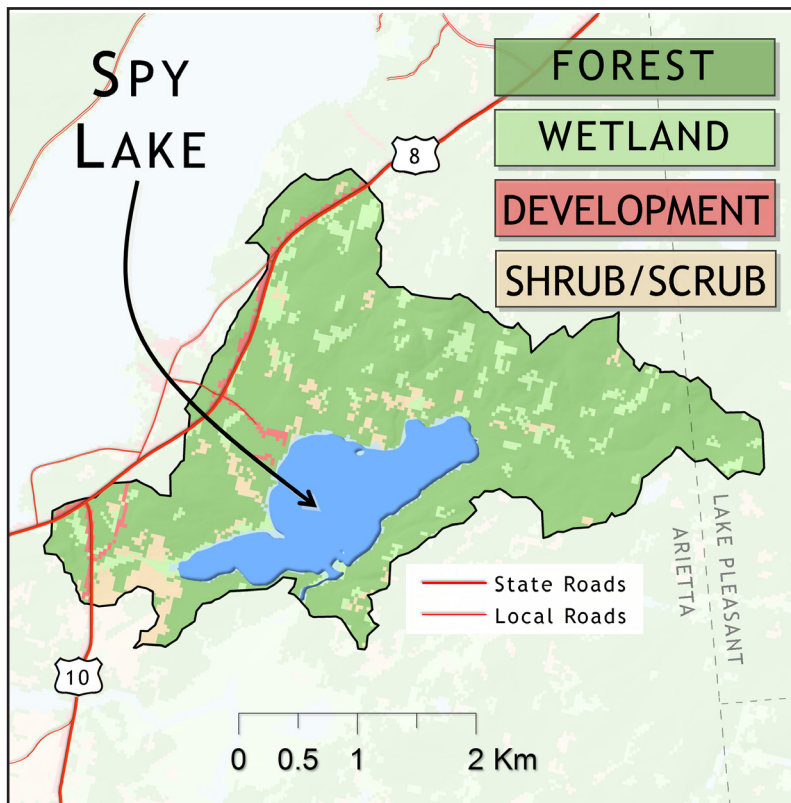 SPY
LAKE
FOREST
WETLAND
DEVELOPMENT
SHRUB/SCRUB
8
LAKE PLEASANT
ARIETTA
State Roads
Local Roads
10
0 0.5 1 2 Km